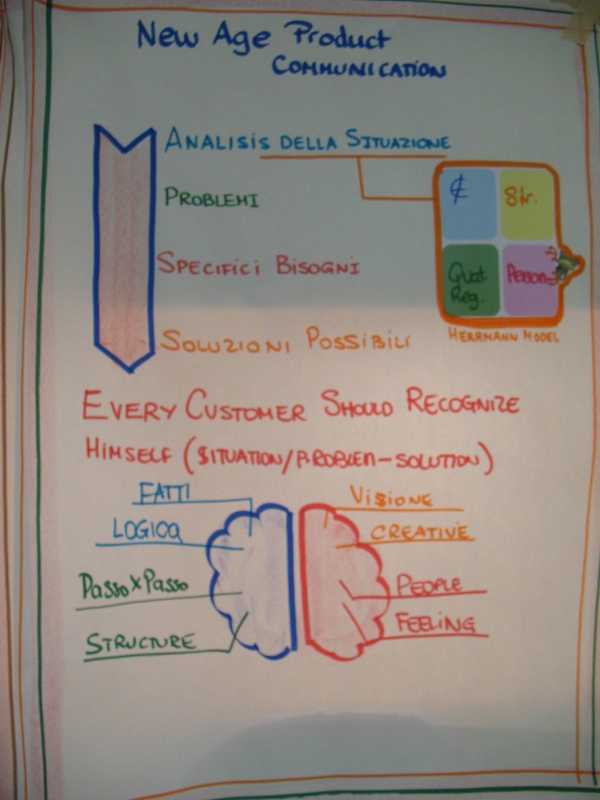 New Age Product
COMMUNICATION
ANALISIS DELLA SITUAZIONE
PROBLEMI
SPECIFICI BISOGNI
SOLUZIONI POSSIBILI
₡ Str.
Quot. Person
Reg.
HERRMANN MODEL
EVERY CUSTOMER SHOULD RECOGNIZE
HIMSELF (SITUATION/PROBLEM-SOLUTION)
FATTI
VISIONE
LOGICA
CREATIVE
Passo x Passo
PEOPLE
STRUCTURE
FEELING